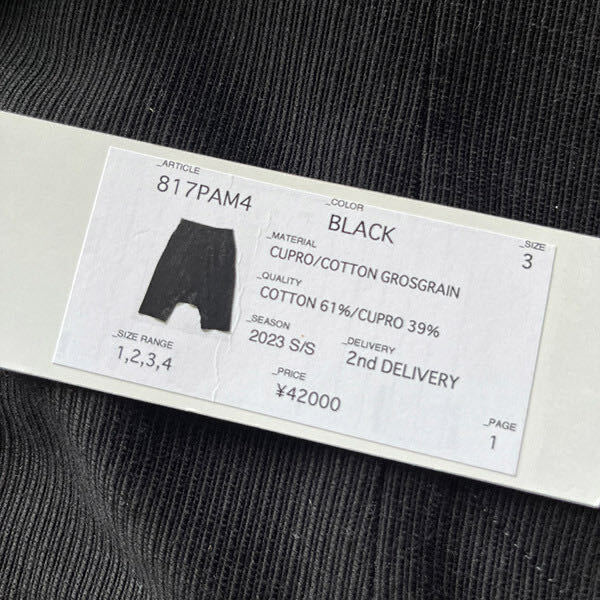 _ARTICLE
817PAM4
_COLOR
BLACK
_SIZE
3
_MATERIAL
CUPRO/COTTON GROSGRAIN
_QUALITY
COTTON 61%/CUPRO 39%
_SIZE RANGE
1,2,3,4
_SEASON
2023 S/S
_DELIVERY
2nd DELIVERY
_PRICE
¥42000
_PAGE
1